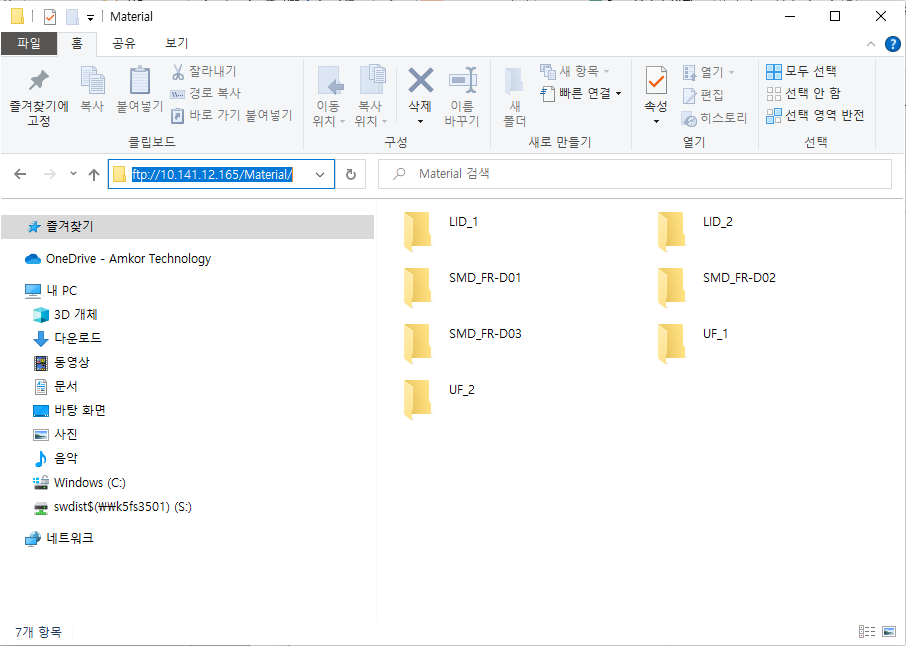 Material
파일 홈 공유 보기
즐겨찾기에 고정
복사
붙여넣기
잘라내기
경로 복사
바로 가기 붙여넣기
클립보드
이동 위치
복사 위치
삭제
이름 바꾸기
구성
새 폴더
새 항목
빠른 연결
새로 만들기
속성
열기
편집
히스토리
열기
모두 선택
선택 안 함
선택 영역 반전
선택
ftp://10.141.12.165/Material/
Material 검색
즐겨찾기
OneDrive - Amkor Technology
내 PC
3D 개체
다운로드
동영상
문서
바탕 화면
사진
음악
Windows (C:)
swdist$(₩₩k5fs3501) (S:)
네트워크
LID_1
LID_2
SMD_FR-D01
SMD_FR-D02
SMD_FR-D03
UF_1
UF_2
7개 항목